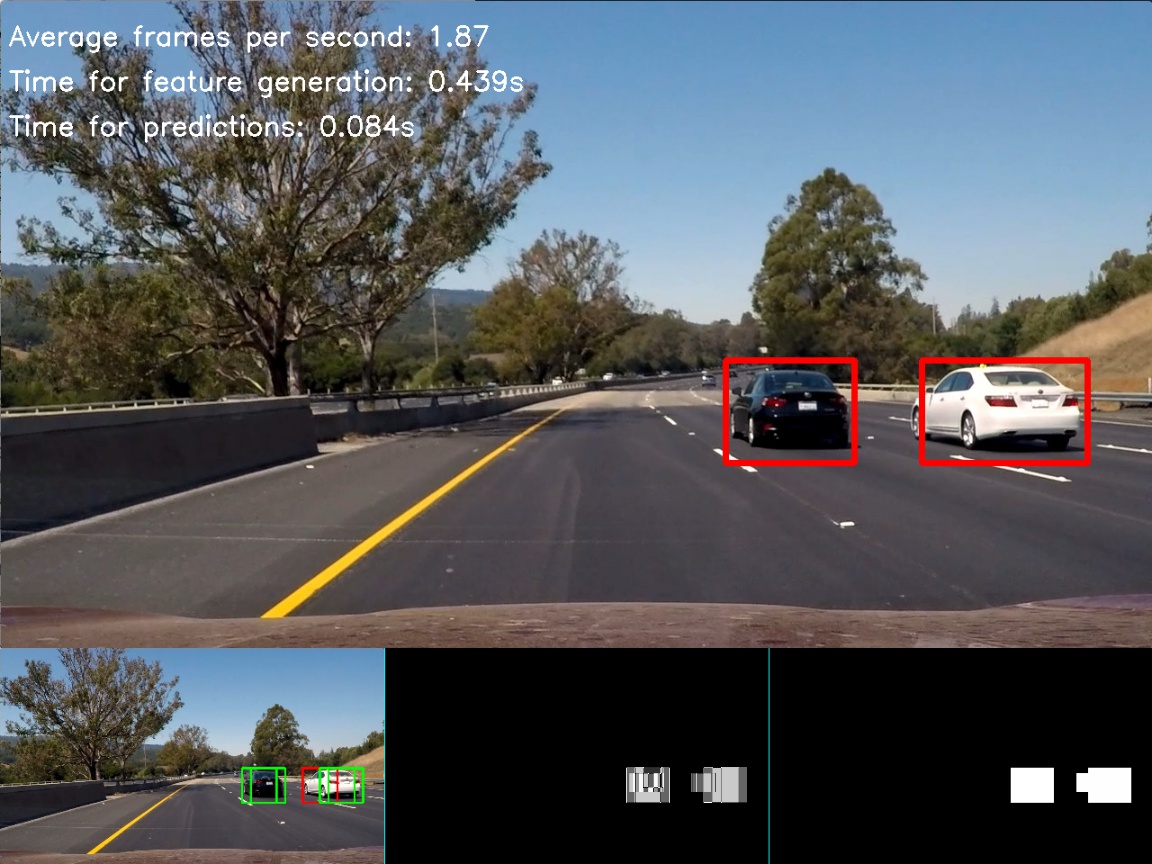 Average frames per second: 1.87
Time for feature generation: 0.439s
Time for predictions: 0.084s